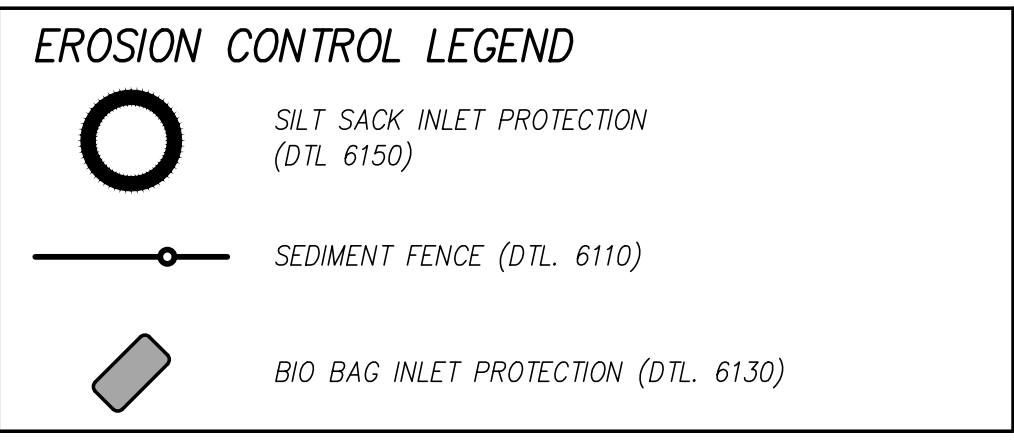 EROSION CONTROL LEGEND
SILT SACK INLET PROTECTION
(DTL 6150)
SEDIMENT FENCE (DTL. 6110)
BIO BAG INLET PROTECTION (DTL. 6130)